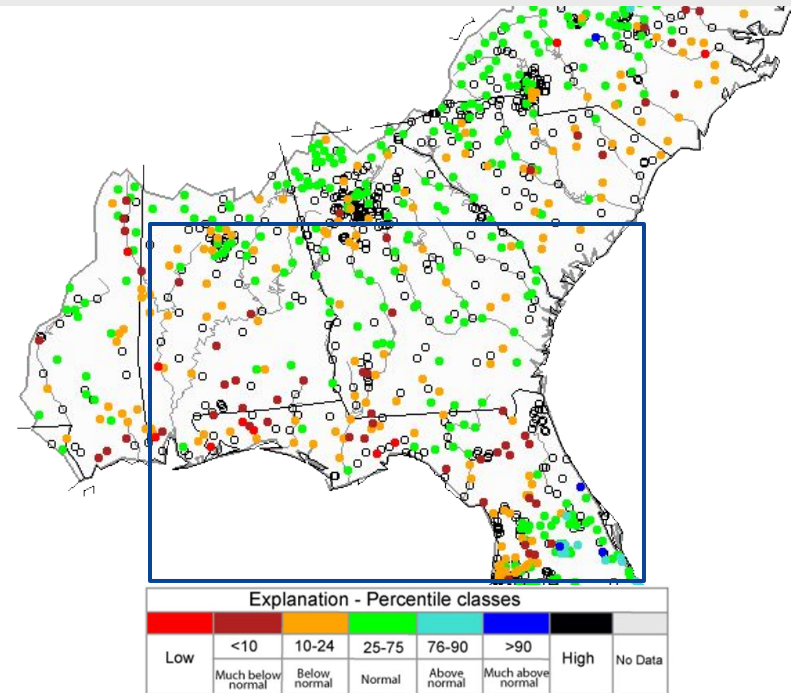 Explanation - Percentile classes
<10 10-24 25-75 76-90 >90
Low High No Data
Much below normal Below normal Normal Above normal Much above normal